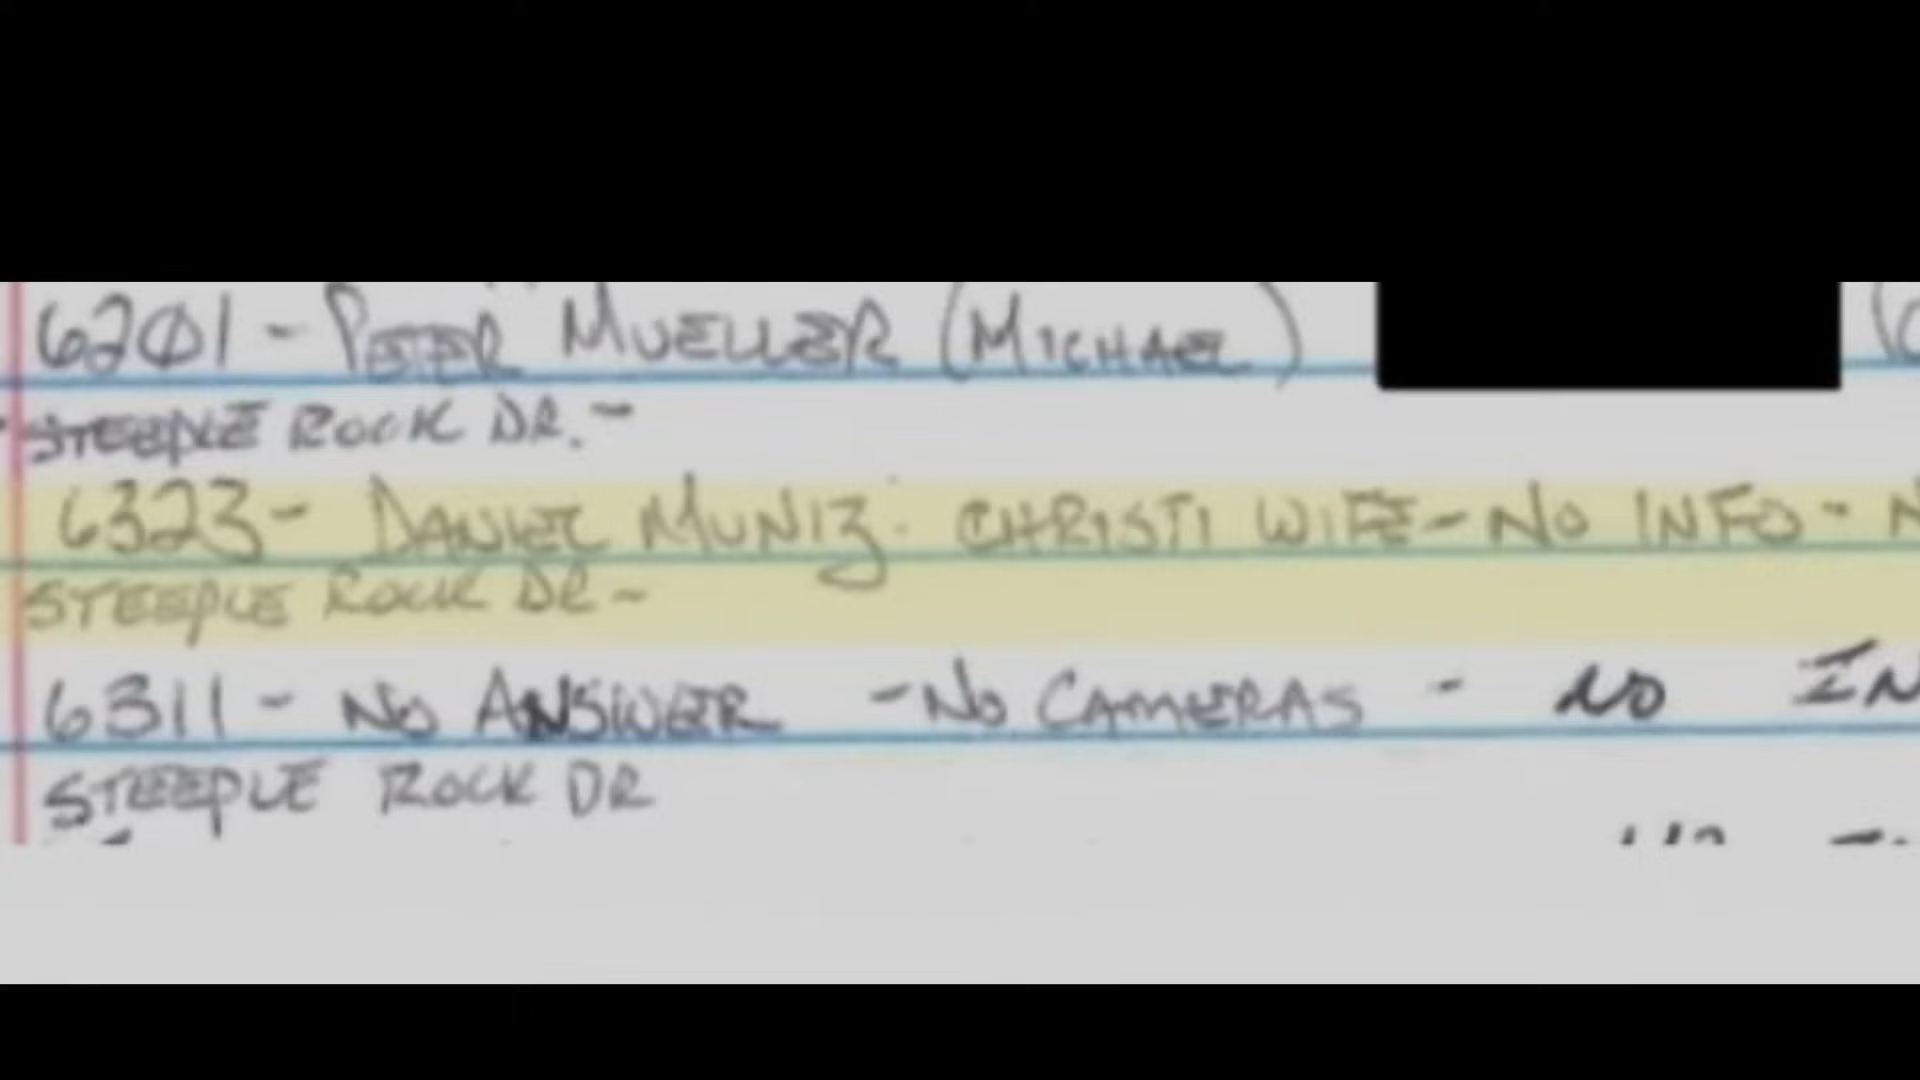 6201 - PETER MUELLER (MICHAEL)
STEEPLE ROCK DR. -
6323 - DANIEL MUNIZ. CHRISTI WIFE - NO INFO - N
STEEPLE ROCK DR -
6311 - NO ANSWER - NO CAMERAS - NO IN
STEEPLE ROCK DR